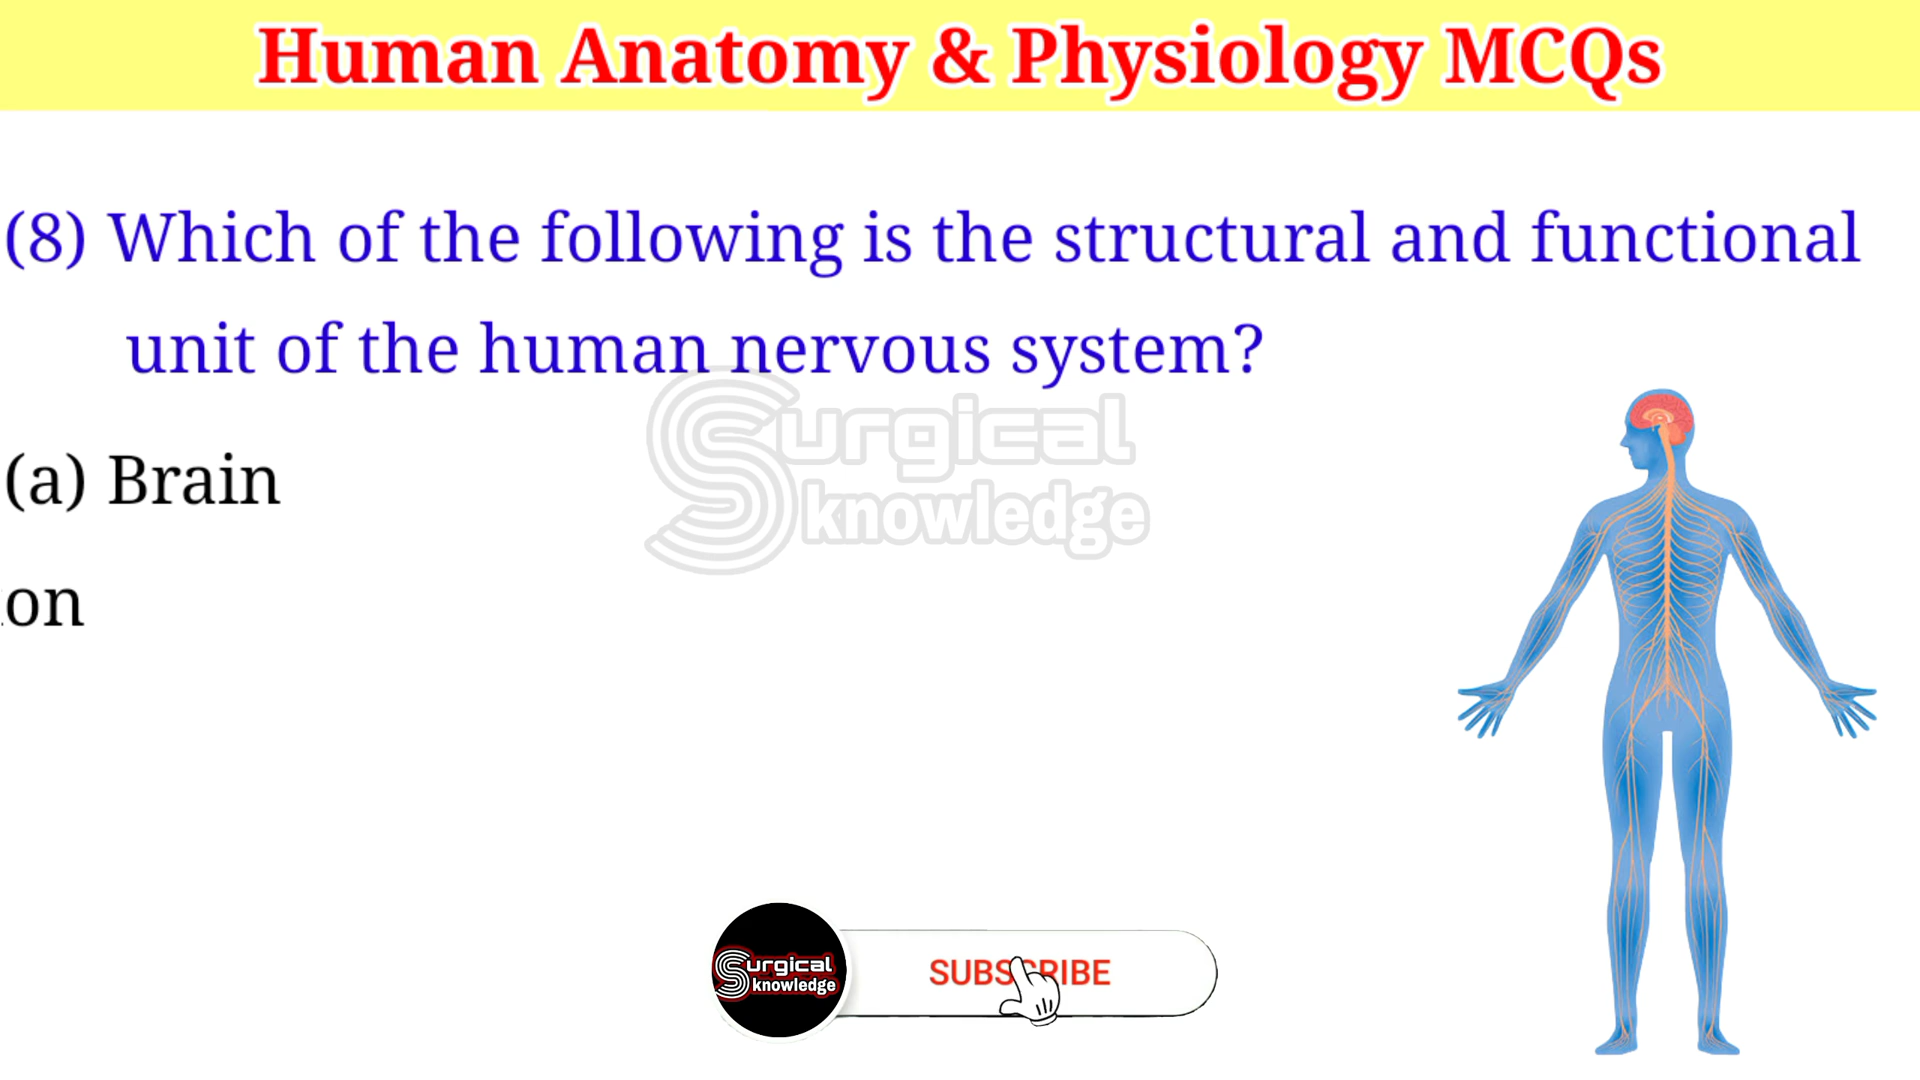 Human Anatomy & Physiology MCQs
(8) Which of the following is the structural and functional
unit of the human nervous system?
Surgical
knowledge
(a) Brain
on
Surgical
knowledge
SUBSCRIBE